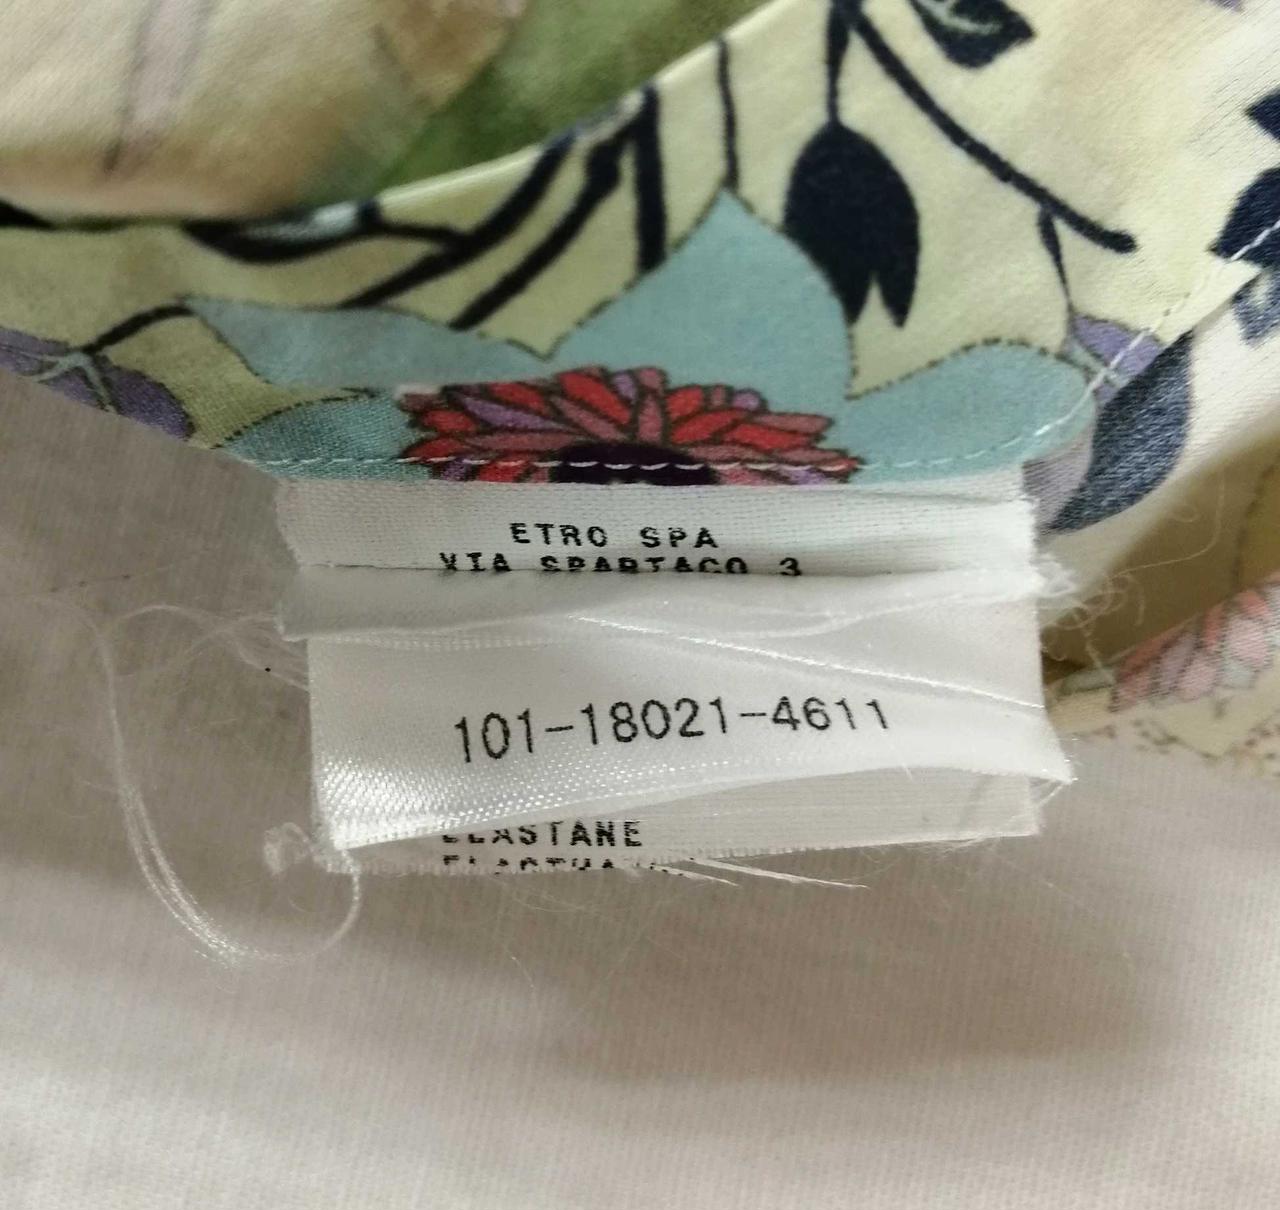 ETRO SPA
VIA SPARTACO 3
101-18021-4611
ELASTANE